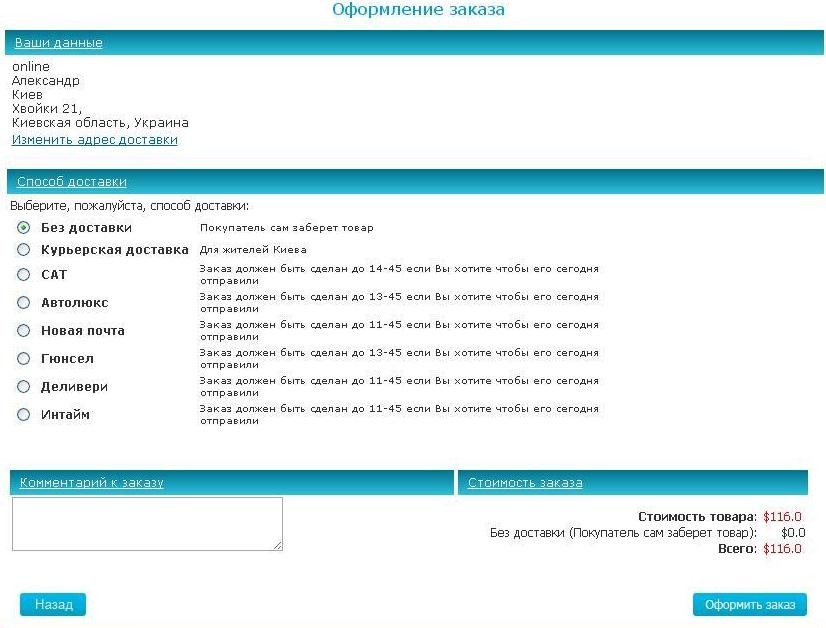 Оформление заказа
Ваши данные
online
Александр
Киев
Хвойки 21,
Киевская область, Украина
Изменить адрес доставки
Способ доставки
Выберите, пожалуйста, способ доставки:
Без доставки Покупатель сам заберет товар
Курьерская доставка Для жителей Киева
САТ Заказ должен быть сделан до 14-45 если Вы хотите чтобы его сегодня
отправили
Автолюкс Заказ должен быть сделан до 13-45 если Вы хотите чтобы его сегодня
отправили
Новая почта Заказ должен быть сделан до 11-45 если Вы хотите чтобы его сегодня
отправили
Гюнсел Заказ должен быть сделан до 13-45 если Вы хотите чтобы его сегодня
отправили
Деливери Заказ должен быть сделан до 11-45 если Вы хотите чтобы его сегодня
отправили
Интайм Заказ должен быть сделан до 11-45 если Вы хотите чтобы его сегодня
отправили
Комментарий к заказу
Стоимость заказа
Стоимость товара: $116.0
Без доставки (Покупатель сам заберет товар): $0.0
Всего: $116.0
Назад
Оформить заказ